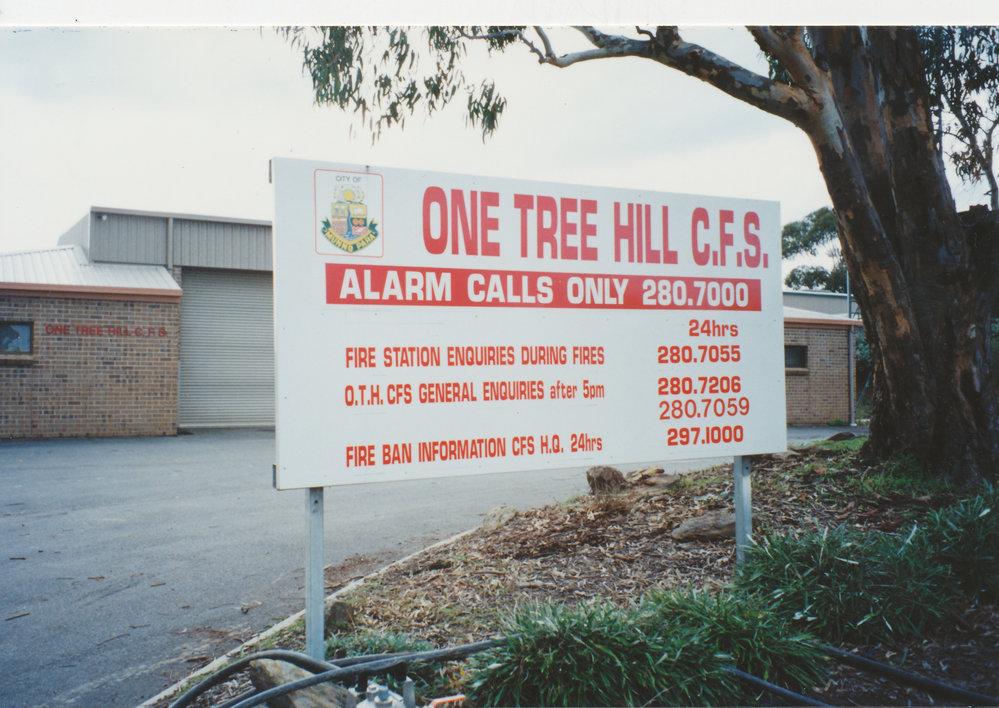 CITY OF
MUNNO PARA
ONE TREE HILL C.F.S.
ALARM CALLS ONLY 280.7000
24hrs
FIRE STATION ENQUIRIES DURING FIRES 280.7055
O.T.H. CFS GENERAL ENQUIRIES after 5pm 280.7206
280.7059
FIRE BAN INFORMATION CFS H.Q. 24hrs 297.1000
ONE TREE HILL C.F.S.